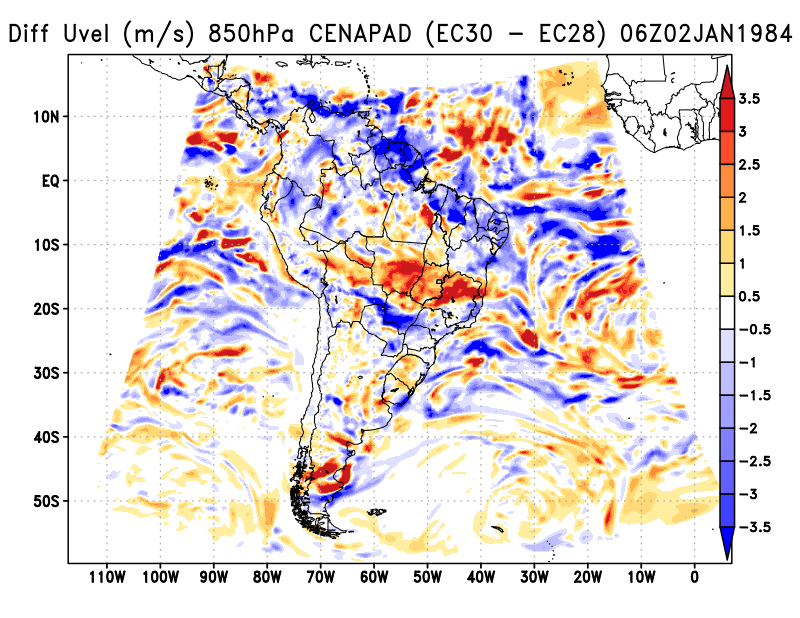 Diff Uvel (m/s) 850hPa CENAPAD (EC30 − EC28) 06Z02JAN1984
10N
EQ
10S
20S
30S
40S
50S
110W 100W 90W 80W 70W 60W 50W 40W 30W 20W 10W 0
3.5
3
2.5
2
1.5
1
0.5
−0.5
−1
−1.5
−2
−2.5
−3
−3.5